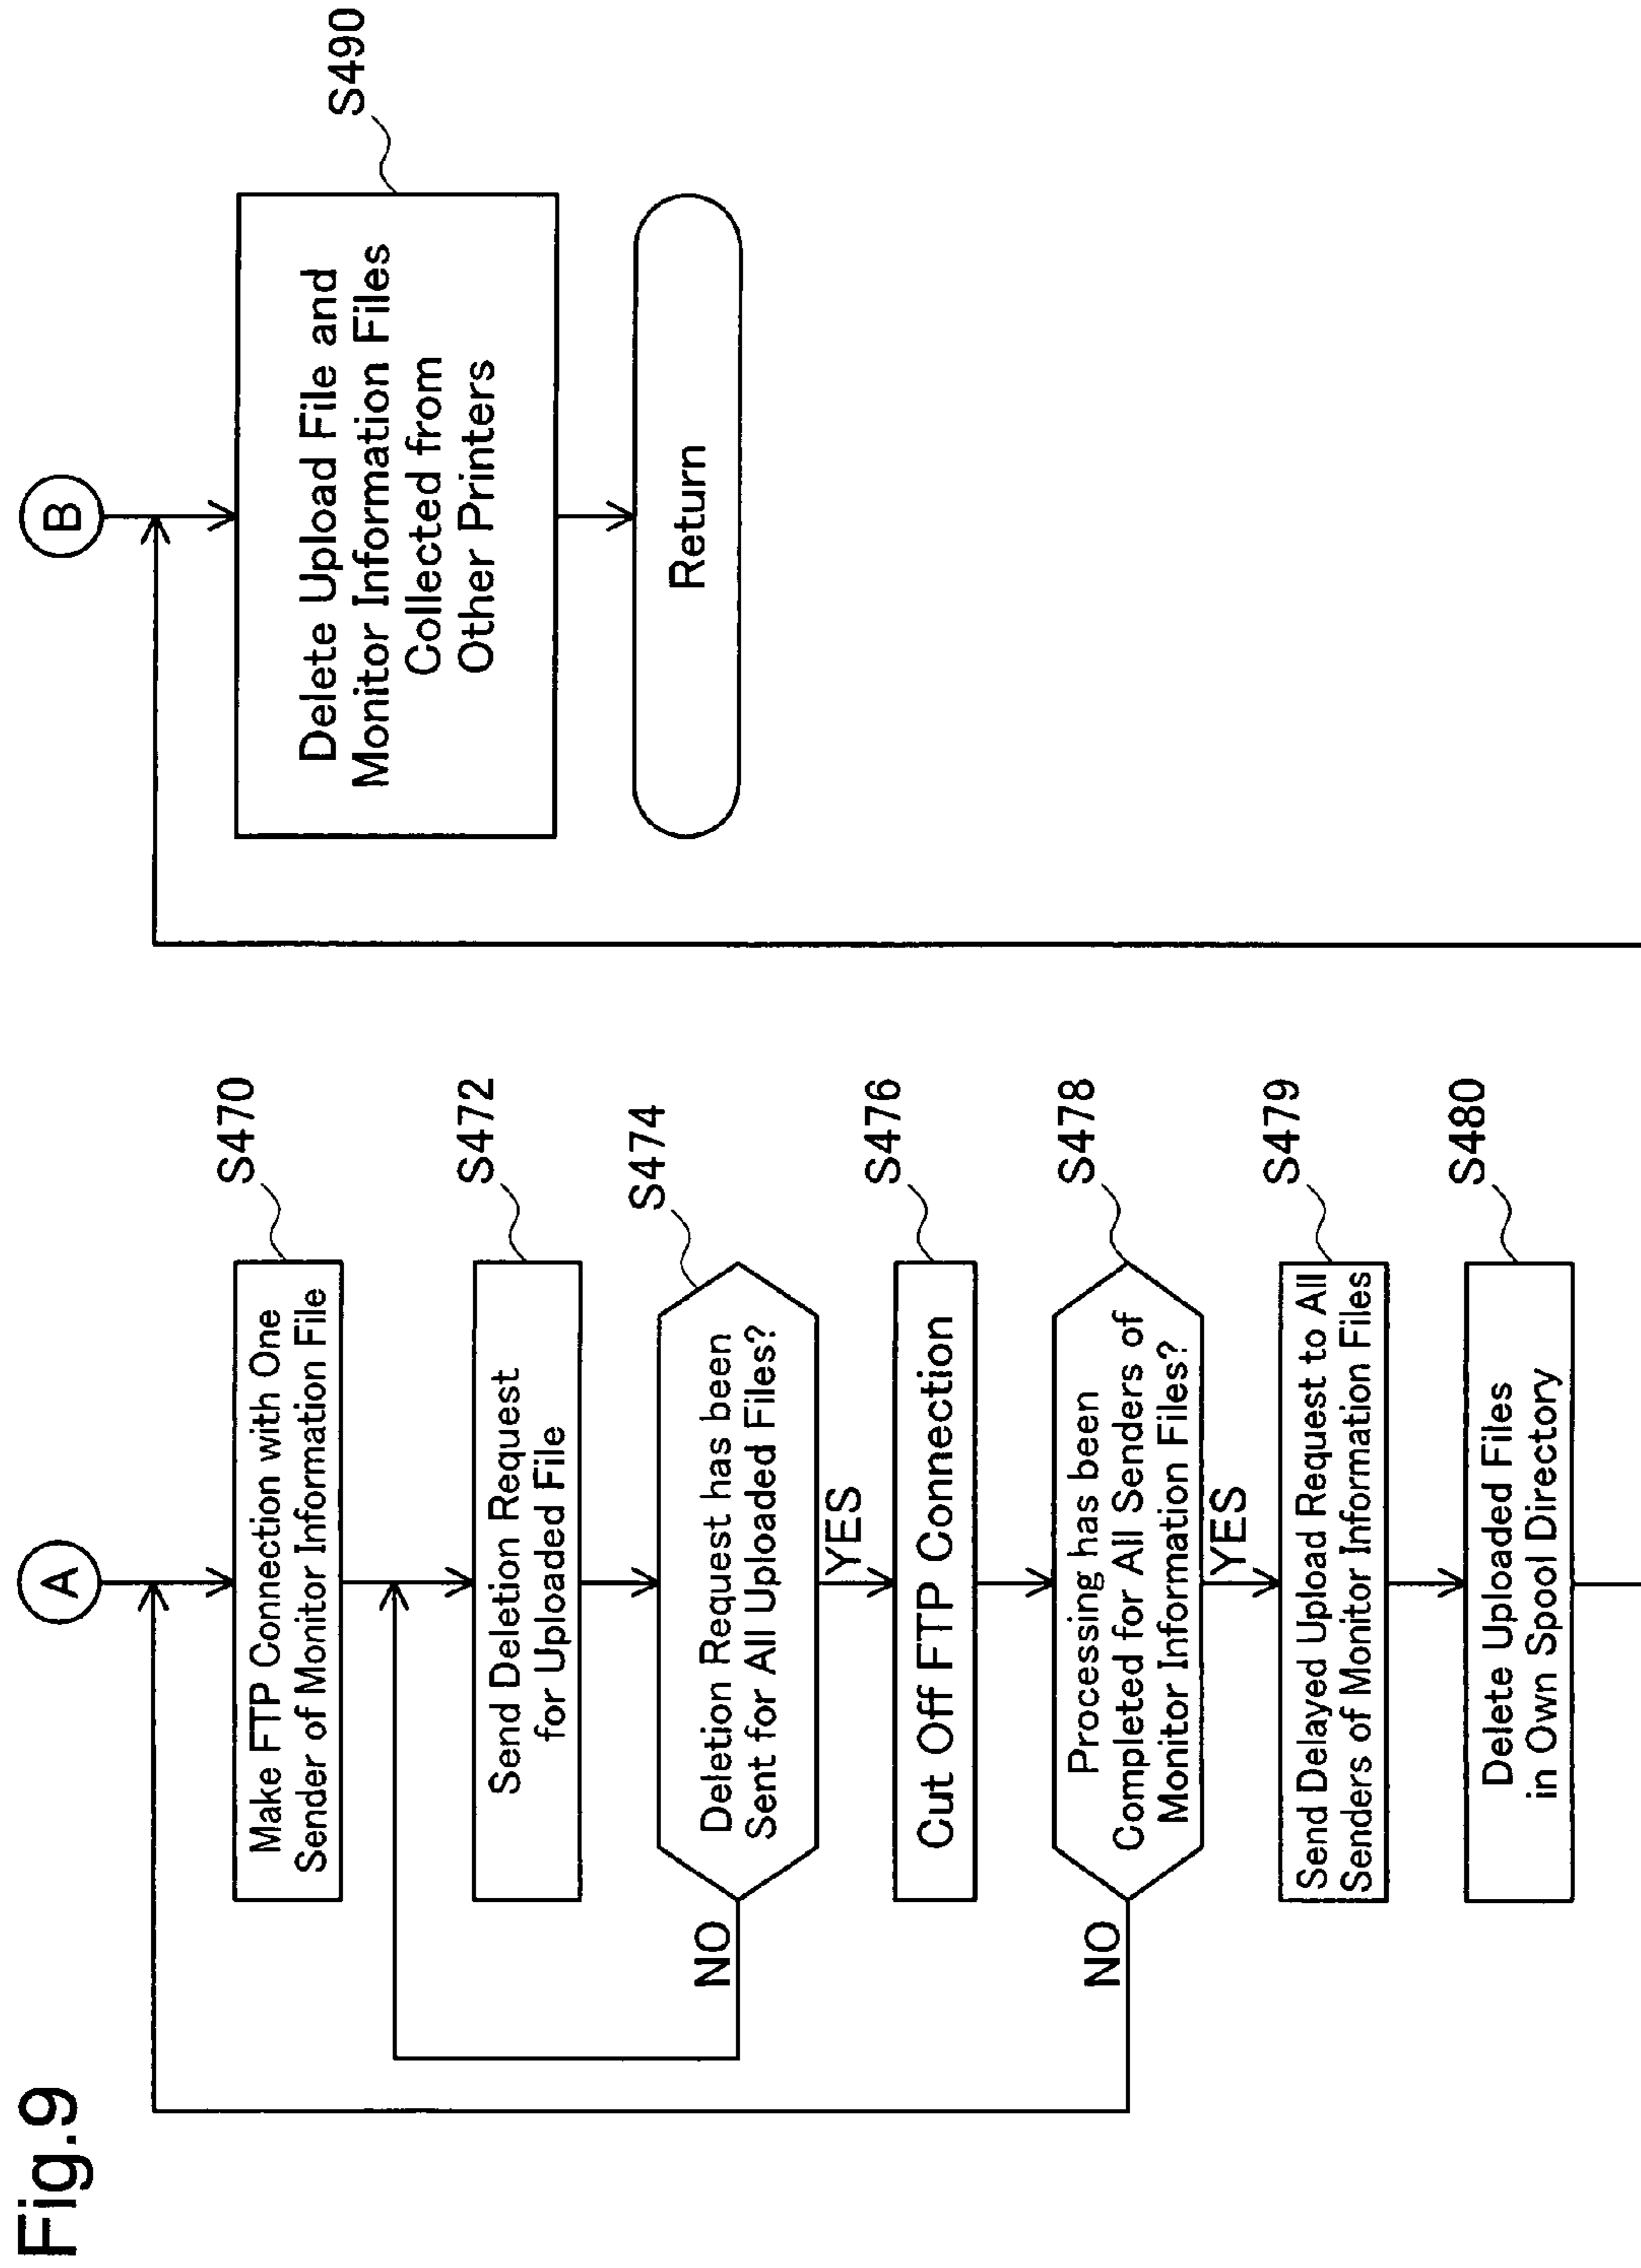 Fig.9
A
S470
Make FTP Connection with One
Sender of Monitor Information File
S472
Send Deletion Request
for Uploaded File
S474
Deletion Request has been
Sent for All Uploaded Files?
NO
YES
S476
Cut Off FTP Connection
S478
Processing has been
Completed for All Senders of
Monitor Information Files?
NO
YES
S479
Send Delayed Upload Request to All
Senders of Monitor Information Files
S480
Delete Uploaded Files
in Own Spool Directory
B
S490
Delete Upload File and
Monitor Information Files
Collected from
Other Printers
Return